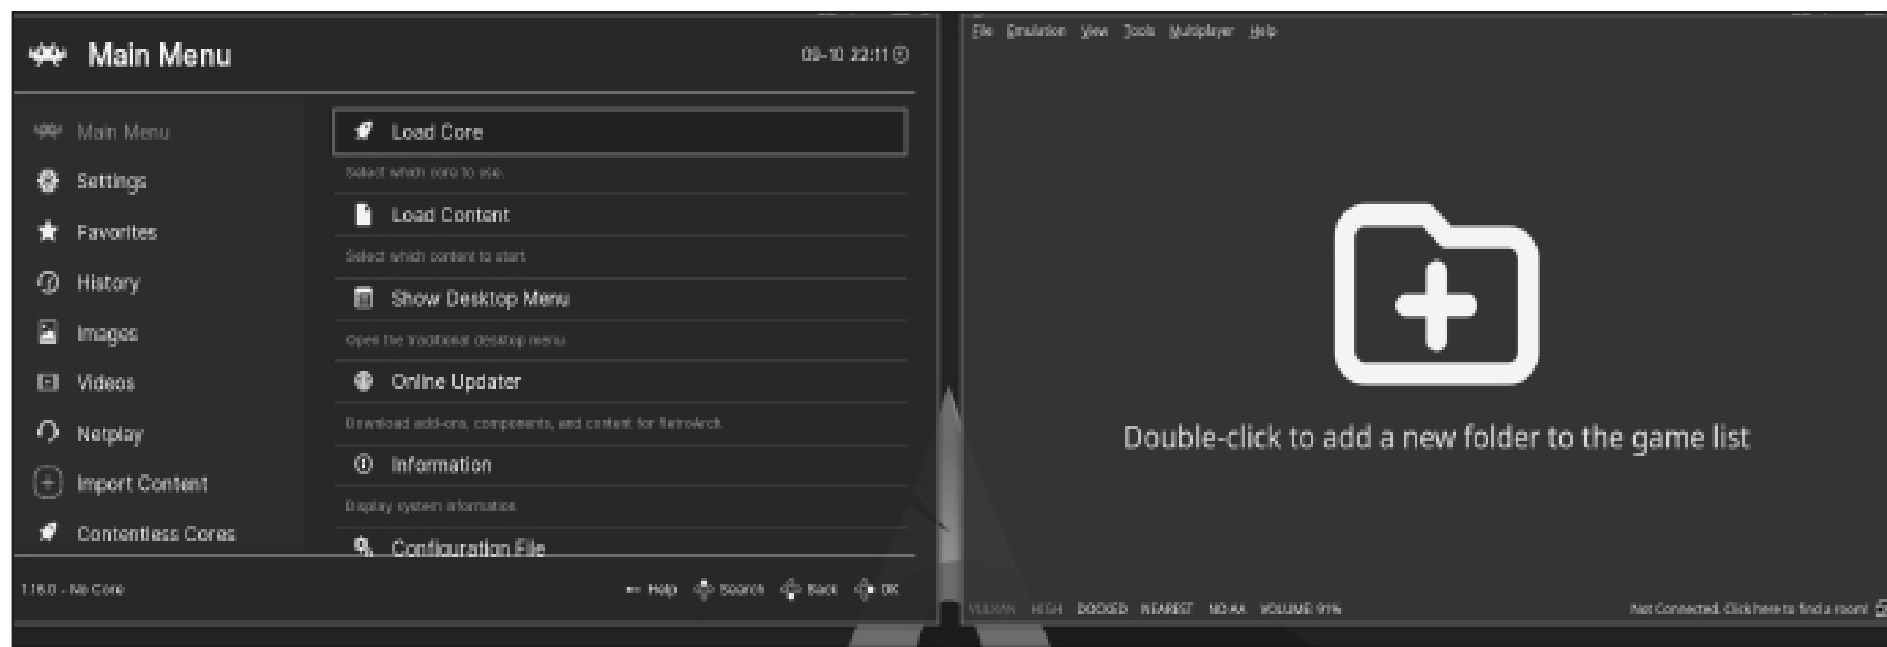 Main Menu
09-10 22:11
Main Menu
Settings
Favorites
History
Images
Videos
Netplay
Import Content
Contentless Cores
Load Core
Select which core to use.
Load Content
Select which content to start.
Show Desktop Menu
Open the traditional desktop menu.
Online Updater
Download add-ons, components, and content for RetroArch.
Information
Display system information.
Configuration File
1.16.0 - No Core
Help Search Back OK
File Emulation View Tools Multiplayer Help
Double-click to add a new folder to the game list
VULKAN HIGH DOCKED NEAREST NO AA VOLUME: 91%
Not Connected. Click here to find a room!